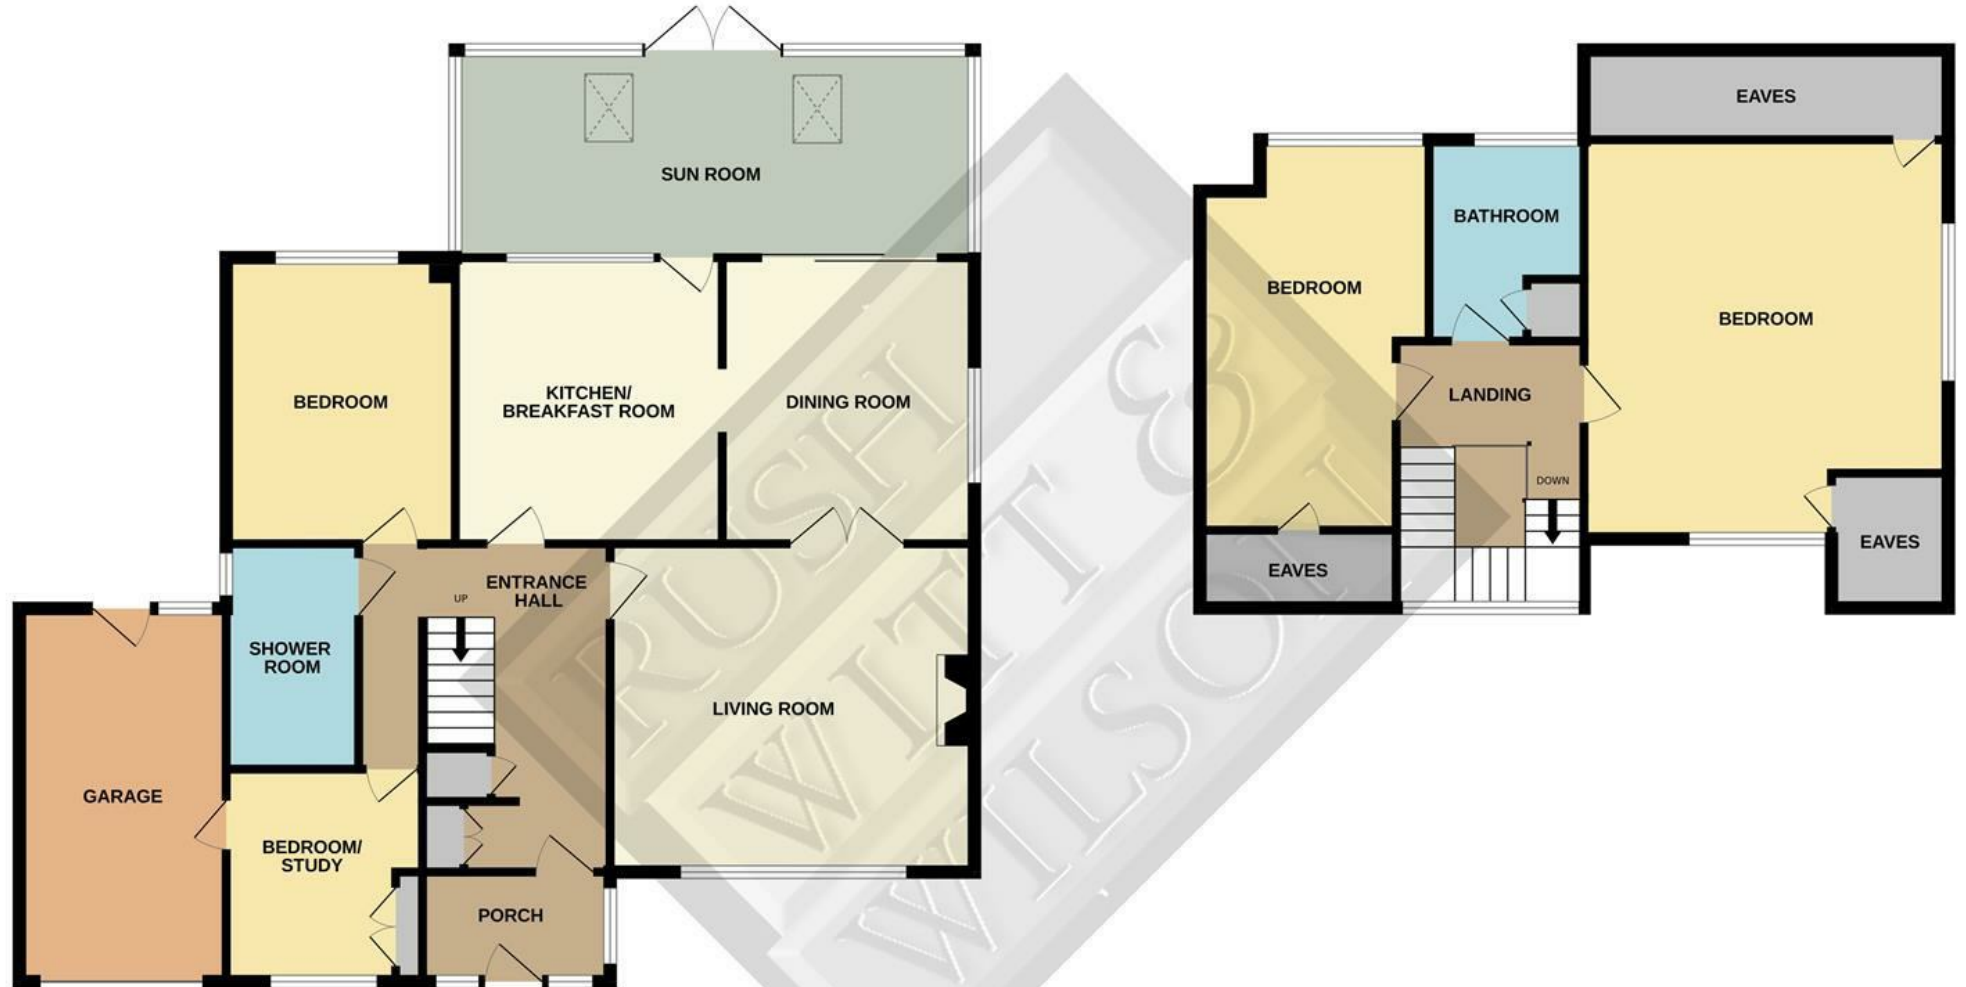 SUN ROOM
BEDROOM
KITCHEN/
BREAKFAST ROOM
DINING ROOM
ENTRANCE
HALL
UP
SHOWER
ROOM
LIVING ROOM
GARAGE
BEDROOM/
STUDY
PORCH
EAVES
BATHROOM
BEDROOM
BEDROOM
LANDING
DOWN
EAVES
EAVES
RUSH
WITT &
WILSON